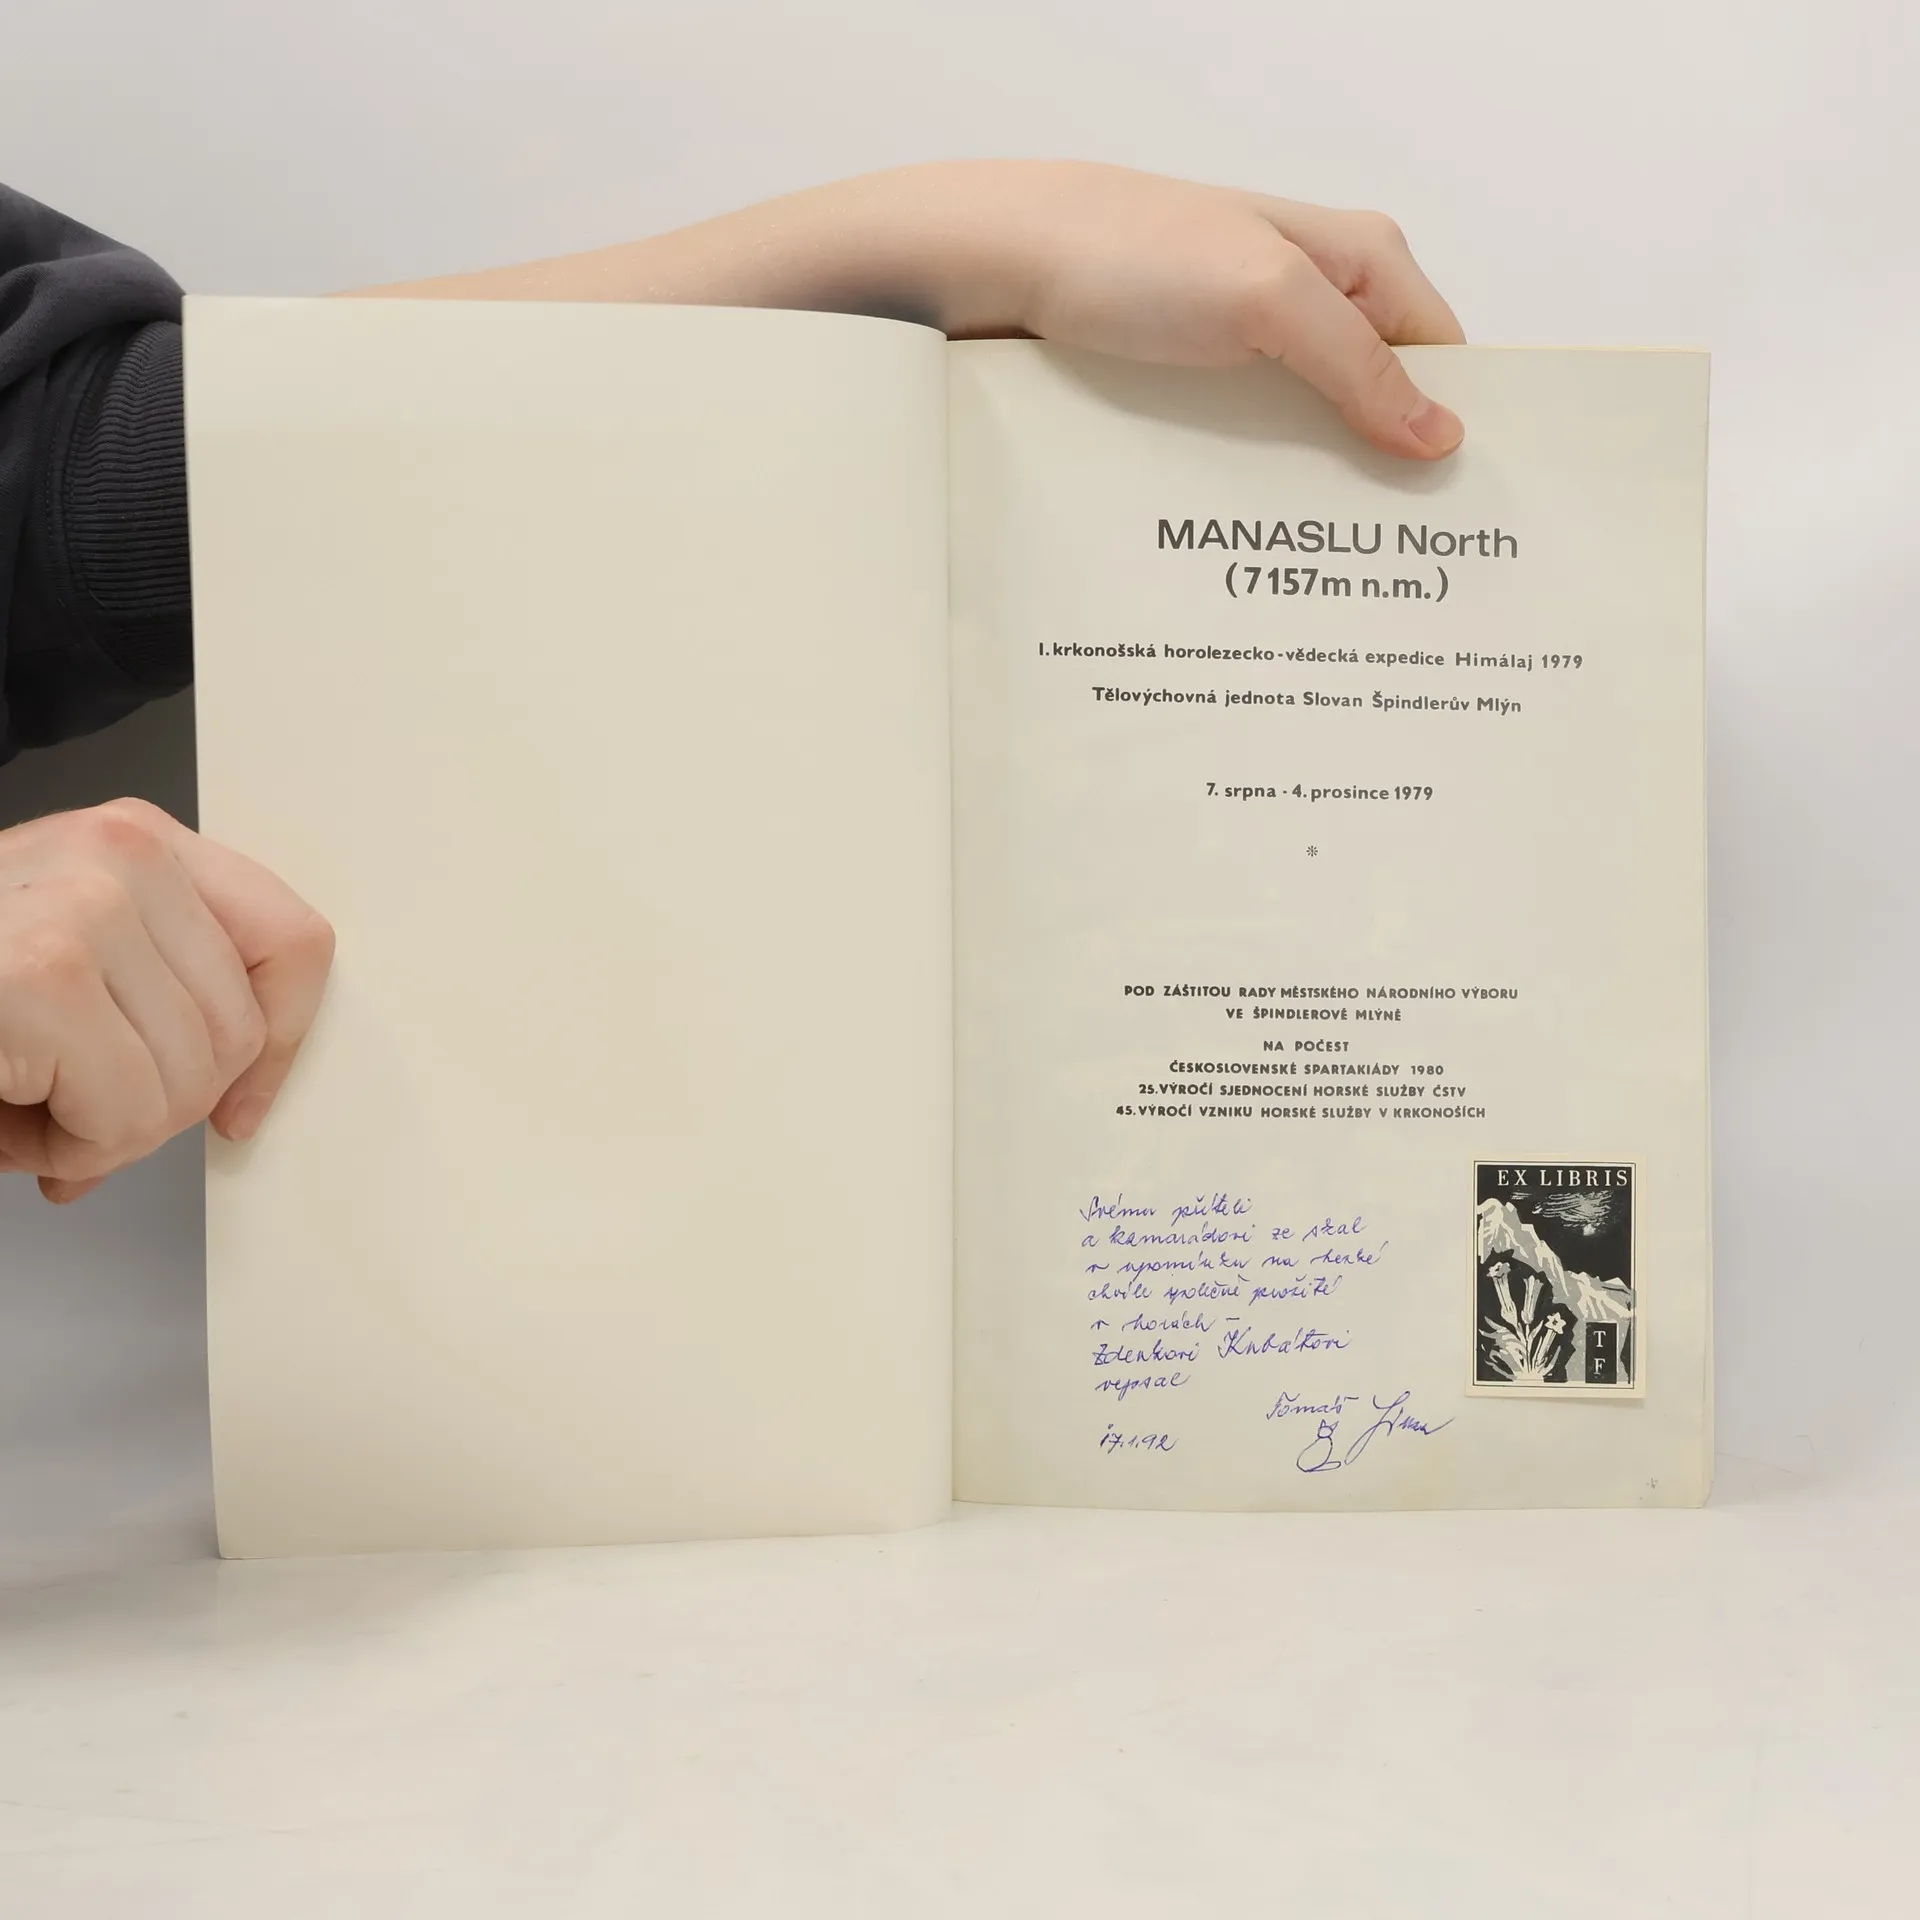 MANASLU North
(7157m n.m.)
I. krkonošská horolezecko-vědecká expedice Himálaj 1979
Tělovýchovná jednota Slovan Špindlerův Mlýn
7. srpna - 4. prosince 1979
*
POD ZÁŠTITOU RADY MĚSTSKÉHO NÁRODNÍHO VÝBORU
VE ŠPINDLEROVĚ MLÝNĚ
NA POČEST
ČESKOSLOVENSKÉ SPARTAKIÁDY 1980
25. VÝROČÍ SJEDNOCENÍ HORSKÉ SLUŽBY ČSTV
45. VÝROČÍ VZNIKU HORSKÉ SLUŽBY V KRKONOŠÍCH
EX LIBRIS
T
F
Svému příteli
a kamarádovi ze skal
v upomínku na hezké
chvíle společně prožité
v horách –
Zdenkovi Kubátovi
vepsal
Tomáš
17.1.92